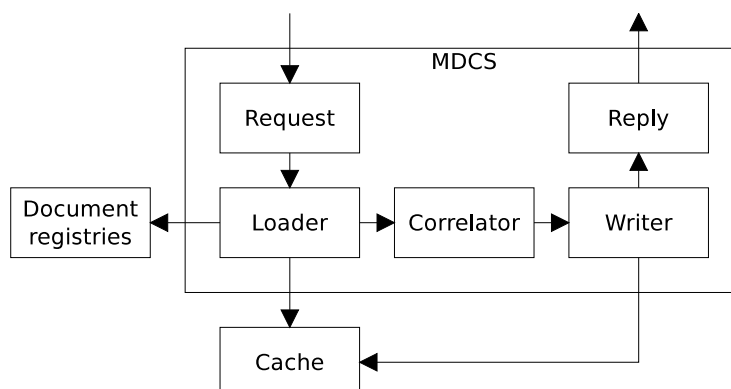 MDCS
Request
Reply
Document
registries
Loader
Correlator
Writer
Cache